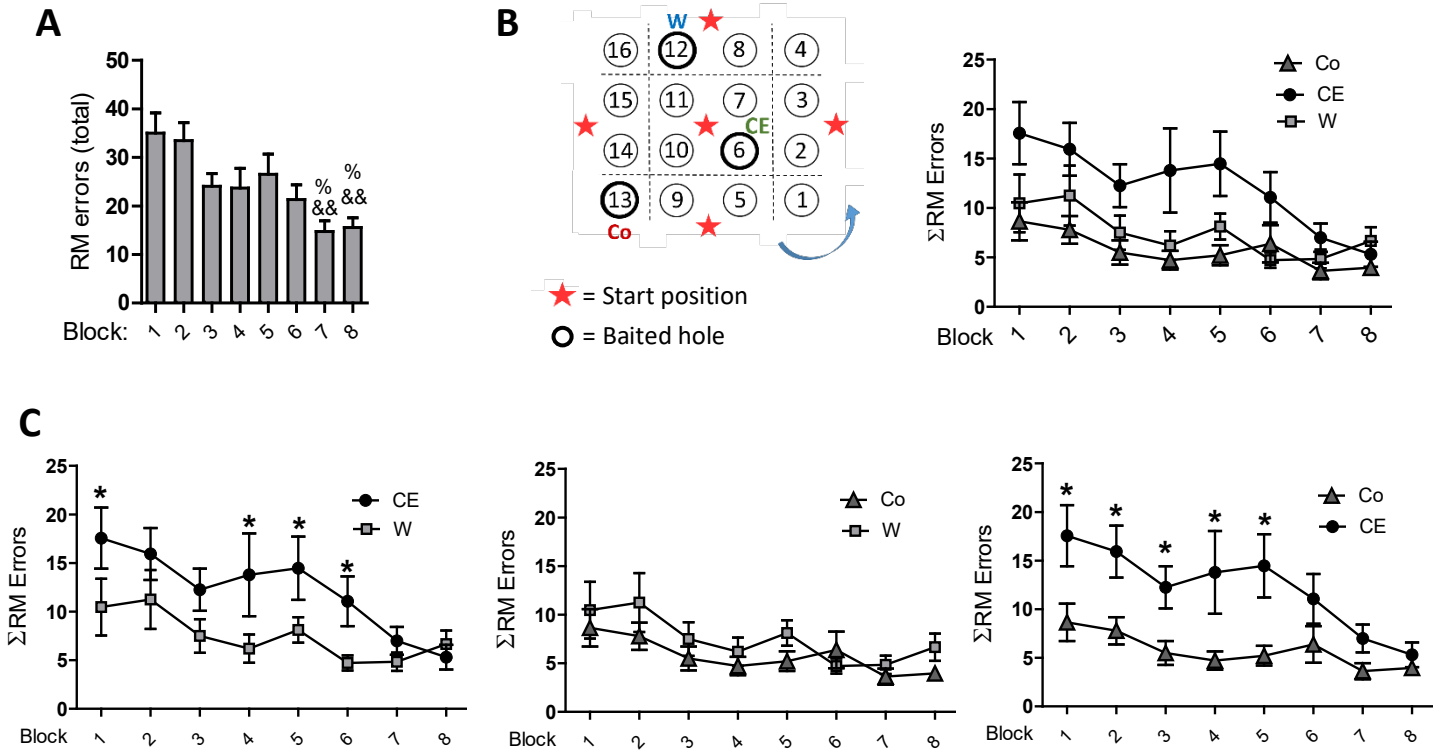 A
RM errors (total)
50
40
30
20
10
0
%
&&
%
&&
Block: 1 2 3 4 5 6 7 8
B
W
16 12 8 4
15 11 7 3
CE
14 10 6 2
13 9 5 1
Co
= Start position
= Baited hole
ΣRM Errors
25
20
15
10
5
0
Co
CE
W
Block 1 2 3 4 5 6 7 8
C
ΣRM Errors
25
20
15
10
5
0
* * * *
CE
W
Block 1 2 3 4 5 6 7 8
ΣRM Errors
25
20
15
10
5
0
Co
W
Block 1 2 3 4 5 6 7 8
ΣRM Errors
25
20
15
10
5
0
* * * * *
Co
CE
Block 1 2 3 4 5 6 7 8